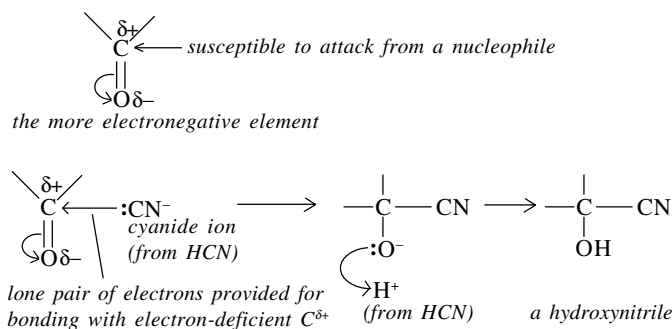 δ+
C susceptible to attack from a nucleophile
Oδ−
the more electronegative element
δ+
C :CN⁻ C CN C CN
cyanide ion
(from HCN)
Oδ− :O⁻ OH
H⁺
lone pair of electrons provided for
bonding with electron-deficient Cδ+ (from HCN) a hydroxynitrile